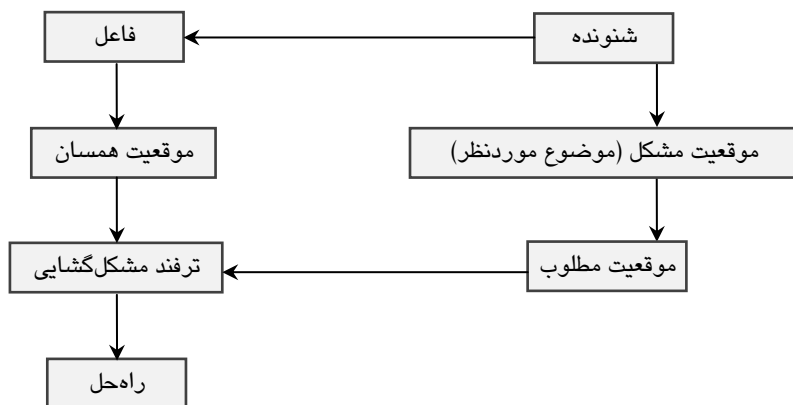 شنونده
فاعل
موقعیت مشکل (موضوع موردنظر)
موقعیت همسان
موقعیت مطلوب
ترفند مشکل‌گشایی
راه‌حل